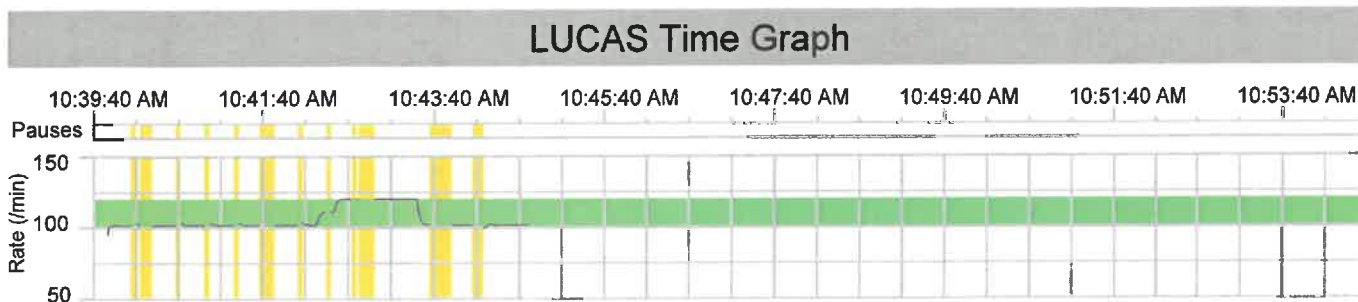 LUCAS Time Graph
10:39:40 AM 10:41:40 AM 10:43:40 AM 10:45:40 AM 10:47:40 AM 10:49:40 AM 10:51:40 AM 10:53:40 AM
Pauses
150
100
50
Rate (/min)